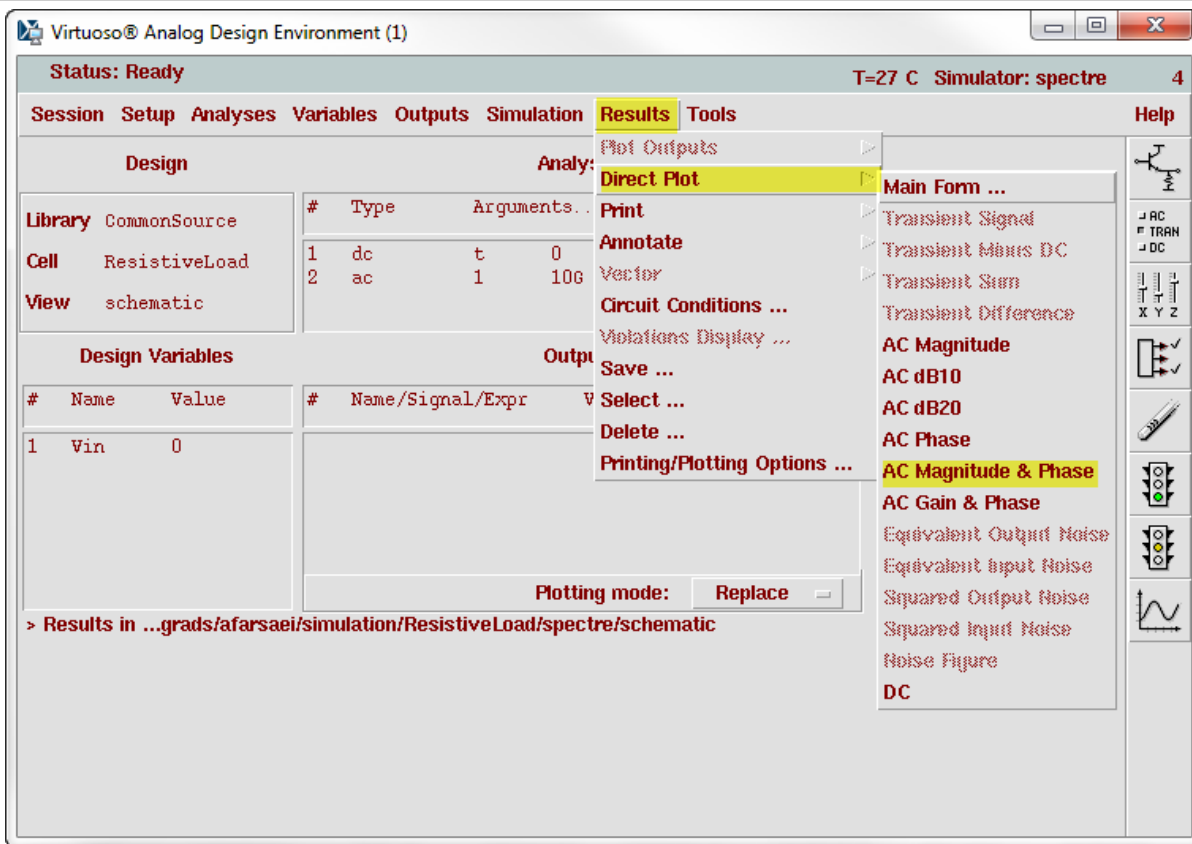 Virtuoso® Analog Design Environment (1)
Status: Ready
T=27 C Simulator: spectre 4
Session Setup Analyses Variables Outputs Simulation Results Tools Help
Design
Library CommonSource
Cell ResistiveLoad
View schematic
Analys
# Type Arguments..
1 dc t 0
2 ac 1 10G
Design Variables
# Name Value
1 Vin 0
Outpu
# Name/Signal/Expr V
Plotting mode: Replace
> Results in ...grads/afarsaei/simulation/ResistiveLoad/spectre/schematic
Plot Outputs
Direct Plot
Print
Annotate
Vector
Circuit Conditions ...
Violations Display ...
Save ...
Select ...
Delete ...
Printing/Plotting Options ...
Main Form ...
Transient Signal
Transient Minus DC
Transient Sum
Transient Difference
AC Magnitude
AC dB10
AC dB20
AC Phase
AC Magnitude & Phase
AC Gain & Phase
Equivalent Output Noise
Equivalent Input Noise
Squared Output Noise
Squared Input Noise
Noise Figure
DC
AC
TRAN
DC
X Y Z